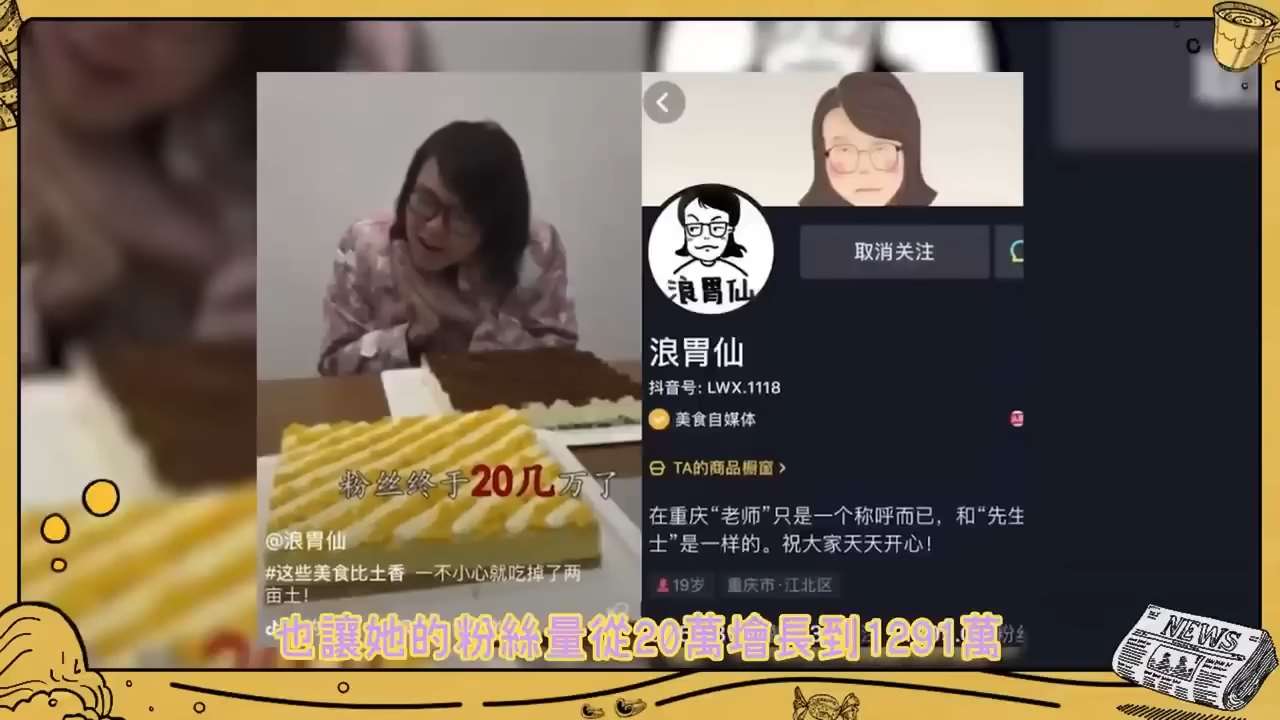 取消关注
浪胃仙
浪胃仙
抖音号: LWX.1118
美食自媒体
TA的商品橱窗 >
在重庆“老师”只是一个称呼而已，和“先生
士”是一样的。祝大家天天开心！
19岁 重庆市·江北区
粉丝终于20几万了
@浪胃仙
#这些美食比土香 一不小心就吃掉了两
亩土！
也讓她的粉絲量從20萬增長到1291萬
NEWS